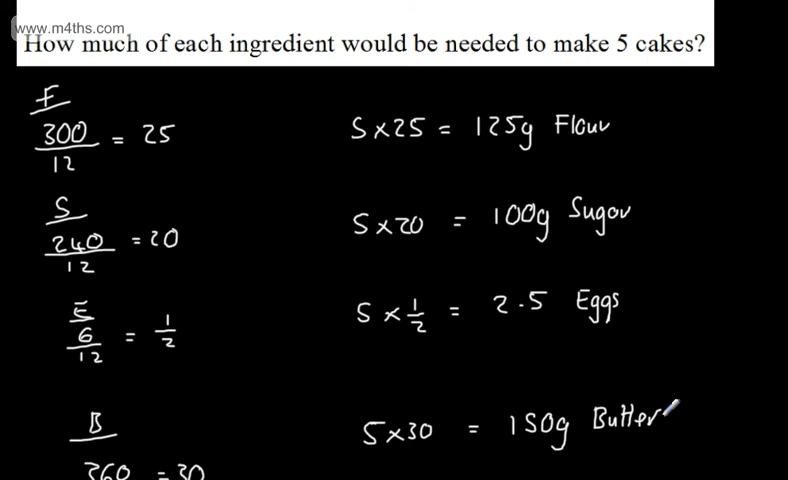 www.m4ths.com
How much of each ingredient would be needed to make 5 cakes?
F
300/12 = 25 5×25 = 125g Flour
S
240/12 = 20 5×20 = 100g Sugar
E
6/12 = 1/2 5×1/2 = 2.5 Eggs
B
360 = 30 5×30 = 150g Butter